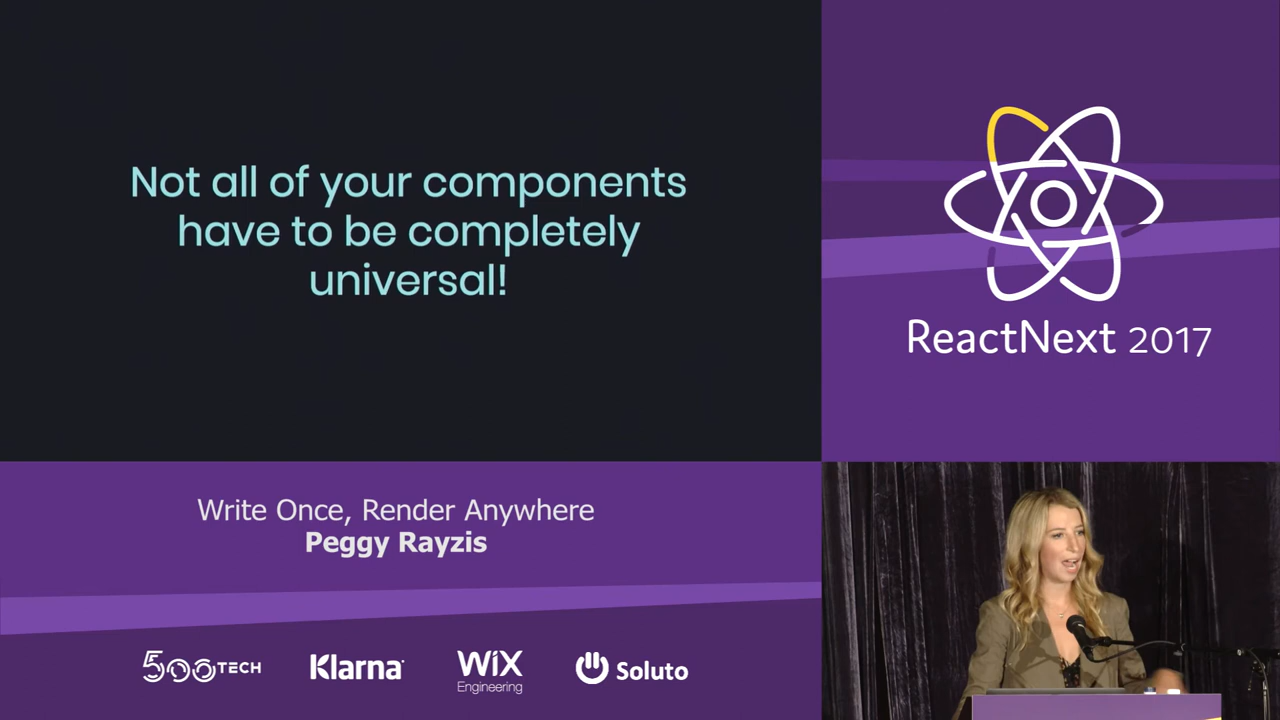 Not all of your components
have to be completely
universal!
ReactNext 2017
Write Once, Render Anywhere
Peggy Rayzis
500TECH
Klarna
WiX
Engineering
Soluto